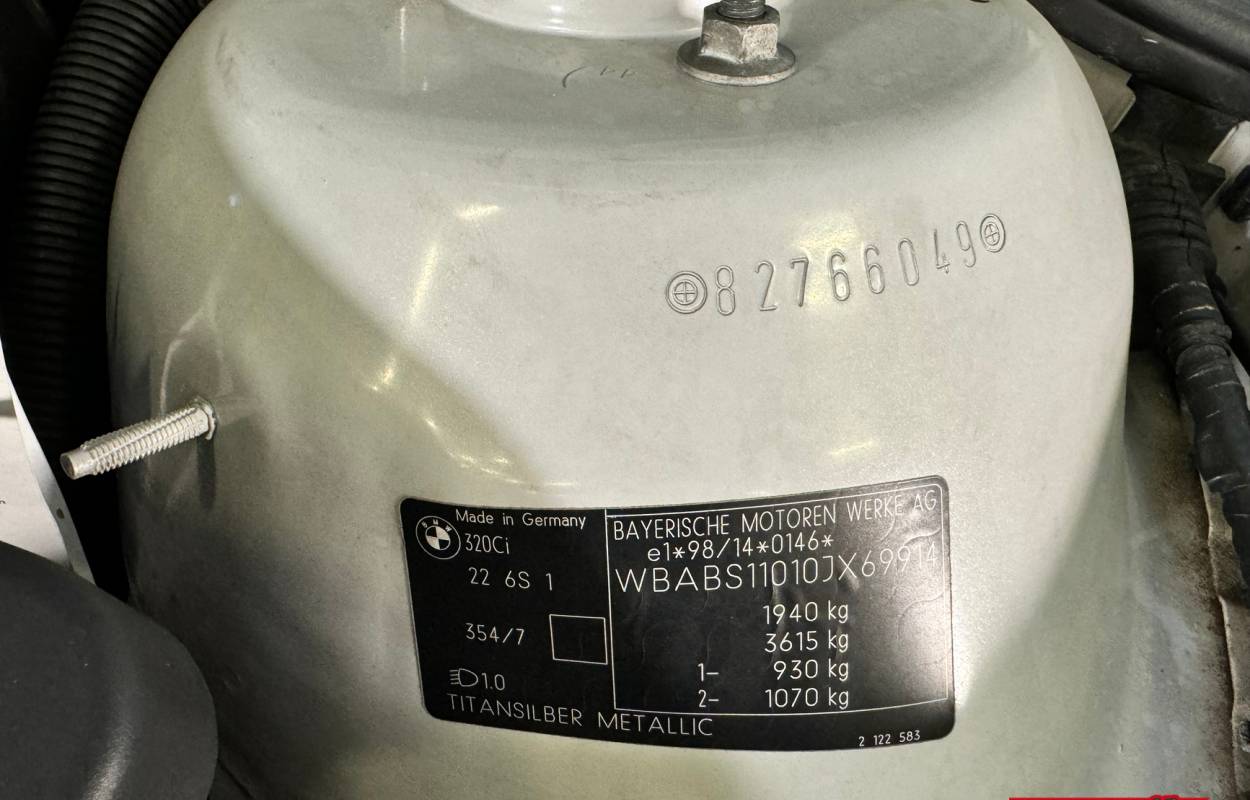 82766049
Made in Germany
BMW
320Ci
22 6S 1
354/7
1.0
TITANSILBER METALLIC
BAYERISCHE MOTOREN WERKE AG
e1*98/14*0146*
WBABS11010JX69914
1940 kg
3615 kg
1- 930 kg
2- 1070 kg
2 122 583